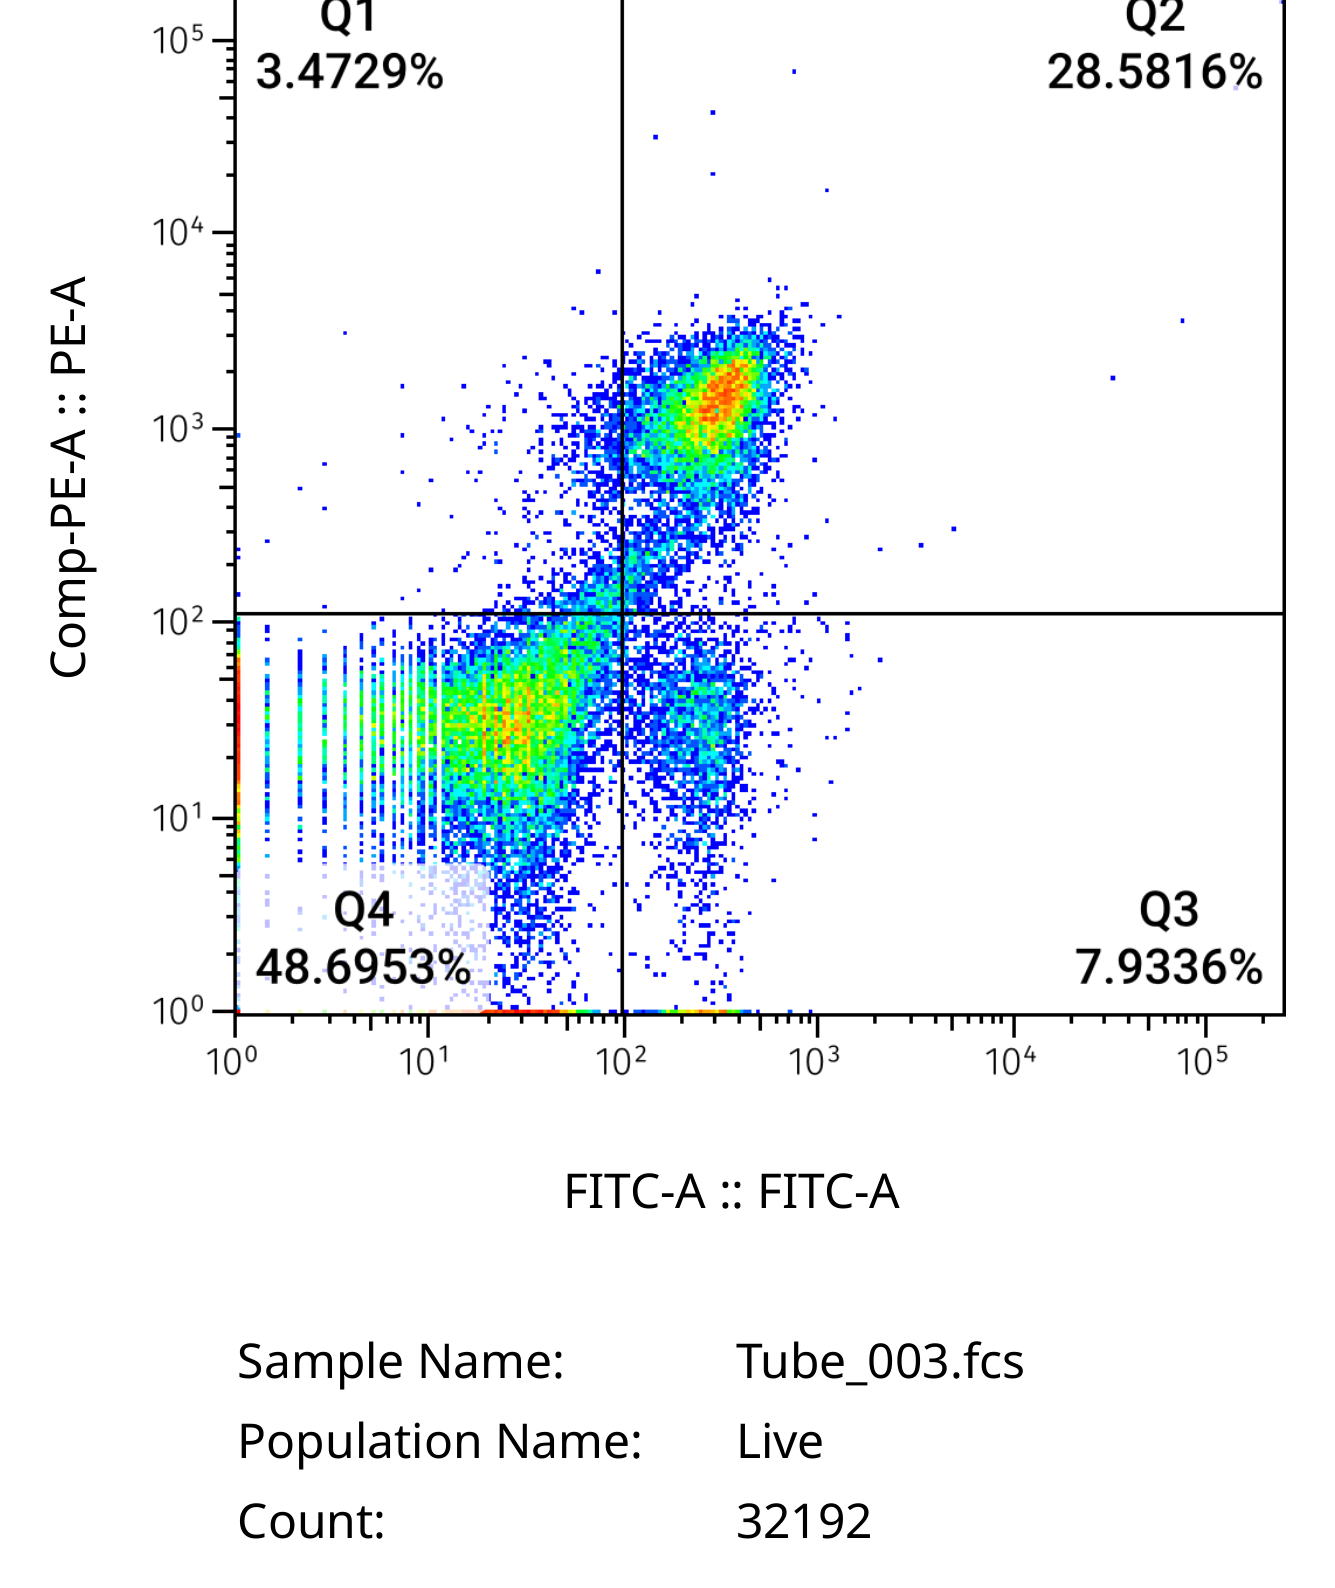 Q1
3.4729%
Q2
28.5816%
10⁵
10⁴
10³
10²
10¹
10⁰
Comp-PE-A :: PE-A
Q4
48.6953%
Q3
7.9336%
10⁰ 10¹ 10² 10³ 10⁴ 10⁵
FITC-A :: FITC-A
Sample Name: Tube_003.fcs
Population Name: Live
Count: 32192